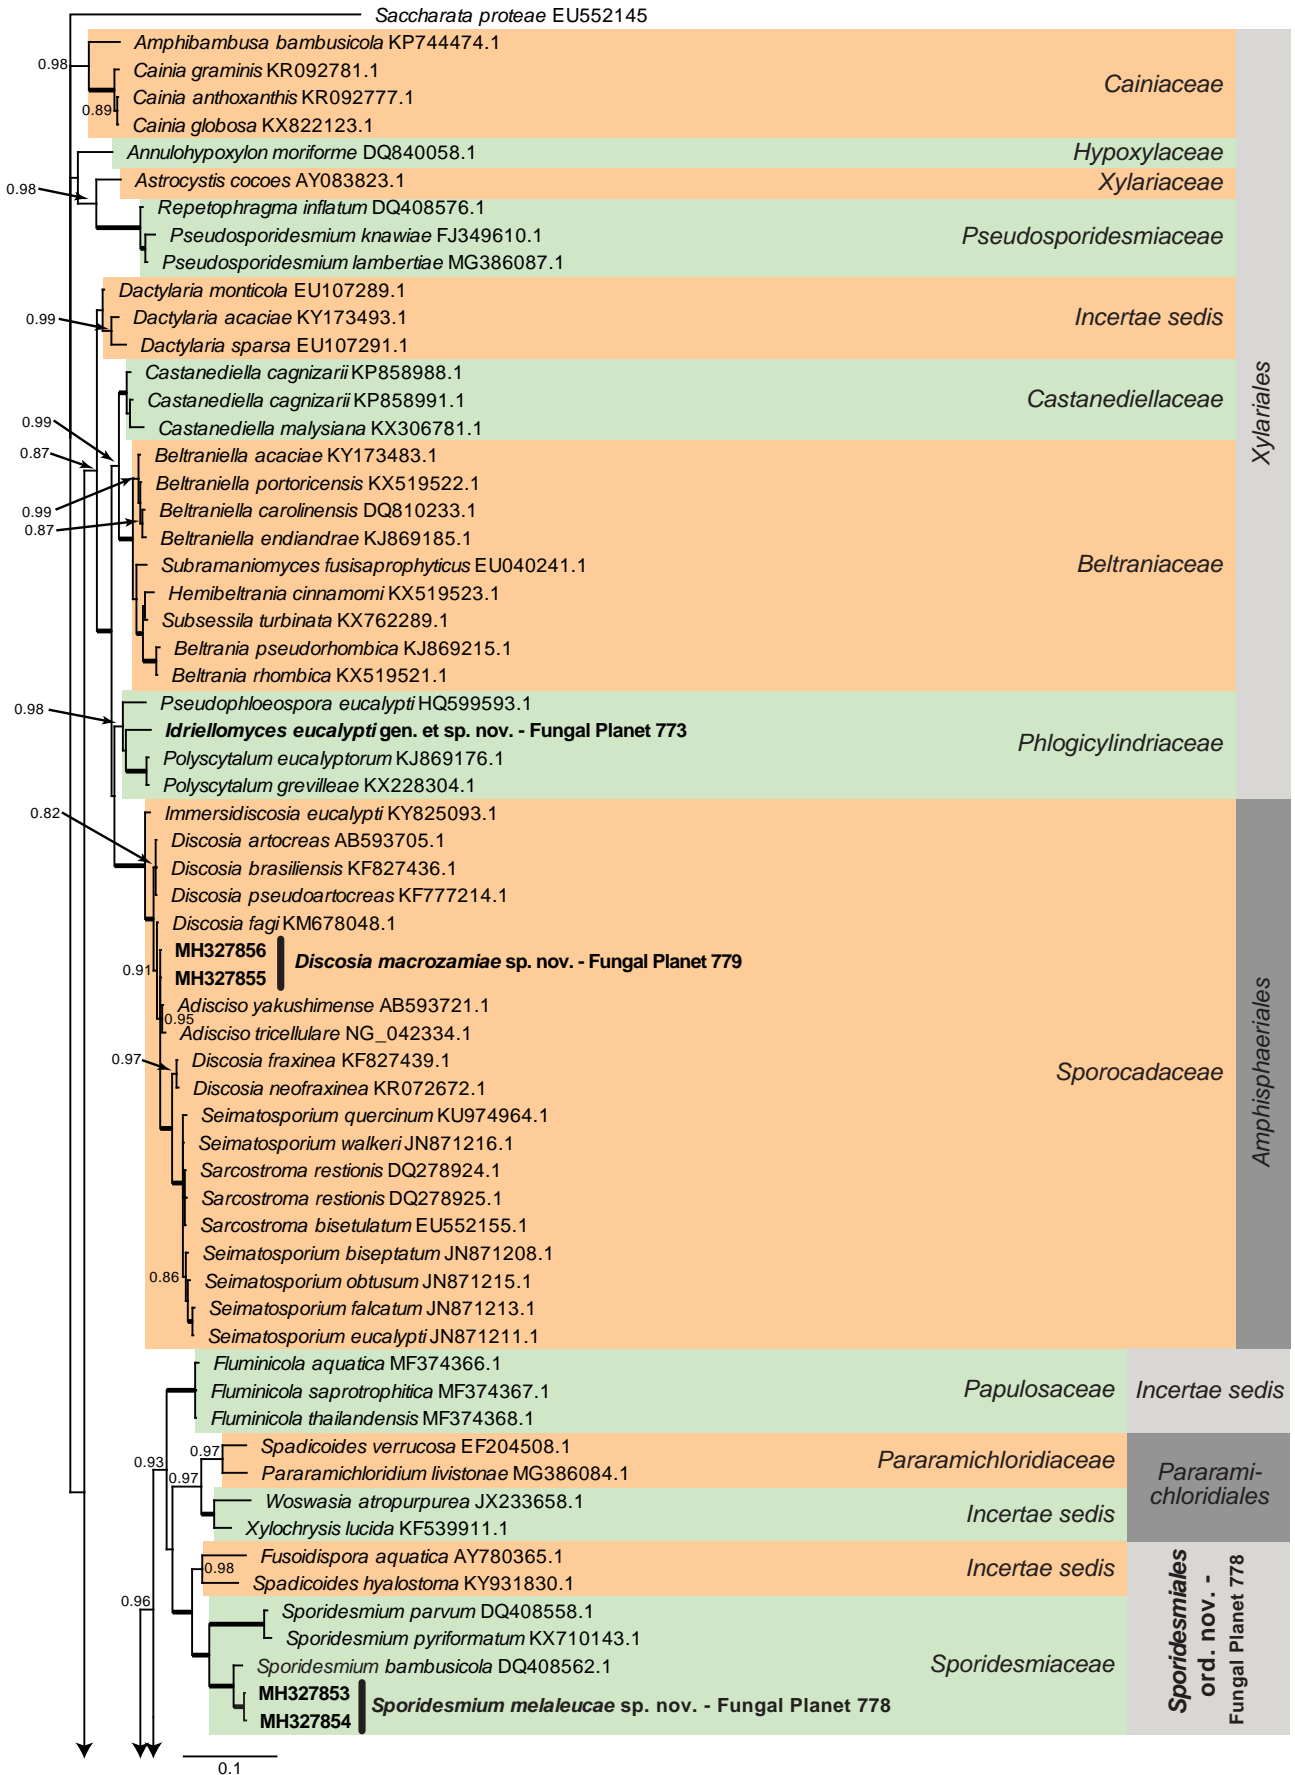 Saccharata proteae EU552145
Amphibambusa bambusicola KP744474.1
0.98
Cainia graminis KR092781.1
Cainiaceae
Cainia anthoxanthis KR092777.1
0.89
Cainia globosa KX822123.1
Annulohypoxylon moriforme DQ840058.1
Hypoxylaceae
Astrocystis cocoes AY083823.1
Xylariaceae
0.98
Repetophragma inflatum DQ408576.1
Pseudosporidesmium knawiae FJ349610.1
Pseudosporidesmiaceae
Pseudosporidesmium lambertiae MG386087.1
Dactylaria monticola EU107289.1
0.99
Dactylaria acaciae KY173493.1
Incertae sedis
Dactylaria sparsa EU107291.1
Castanediella cagnizarii KP858988.1
Castanediella cagnizarii KP858991.1
Castanediellaceae
Xylariales
0.99
Castanediella malysiana KX306781.1
0.87
Beltraniella acaciae KY173483.1
Beltraniella portoricensis KX519522.1
0.99
Beltraniella carolinensis DQ810233.1
0.87
Beltraniella endiandrae KJ869185.1
Subramaniomyces fusisaprophyticus EU040241.1
Beltraniaceae
Hemibeltrania cinnamomi KX519523.1
Subsessila turbinata KX762289.1
Beltrania pseudorhombica KJ869215.1
Beltrania rhombica KX519521.1
0.98
Pseudophloeospora eucalypti HQ599593.1
Idriellomyces eucalypti gen. et sp. nov. - Fungal Planet 773
Phlogicylindriaceae
Polyscytalum eucalyptorum KJ869176.1
Polyscytalum grevilleae KX228304.1
0.82
Immersidiscosia eucalypti KY825093.1
Discosia artocreas AB593705.1
Discosia brasiliensis KF827436.1
Discosia pseudoartocreas KF777214.1
Discosia fagi KM678048.1
MH327856
Discosia macrozamiae sp. nov. - Fungal Planet 779
0.91
MH327855
Adisciso yakushimense AB593721.1
0.95
Adisciso tricellulare NG_042334.1
0.97
Discosia fraxinea KF827439.1
Sporocadaceae
Amphisphaeriales
Discosia neofraxinea KR072672.1
Seimatosporium quercinum KU974964.1
Seimatosporium walkeri JN871216.1
Sarcostroma restionis DQ278924.1
Sarcostroma restionis DQ278925.1
Sarcostroma bisetulatum EU552155.1
Seimatosporium biseptatum JN871208.1
0.86
Seimatosporium obtusum JN871215.1
Seimatosporium falcatum JN871213.1
Seimatosporium eucalypti JN871211.1
Fluminicola aquatica MF374366.1
Fluminicola saprotrophitica MF374367.1
Papulosaceae
Incertae sedis
Fluminicola thailandensis MF374368.1
0.97
Spadicoides verrucosa EF204508.1
Pararamichloridiaceae
0.93
Pararamichloridium livistonae MG386084.1
0.97
Pararami-
chloridiales
Woswasia atropurpurea JX233658.1
Incertae sedis
Xylochrysis lucida KF539911.1
Fusoidispora aquatica AY780365.1
0.98
Incertae sedis
Spadicoides hyalostoma KY931830.1
0.96
Sporidesmium parvum DQ408558.1
Sporidesmium pyriformatum KX710143.1
Sporidesmium bambusicola DQ408562.1
Sporidesmiaceae
Sporidesmiales
ord. nov. -
Fungal Planet 778
MH327853
Sporidesmium melaleucae sp. nov. - Fungal Planet 778
MH327854
0.1